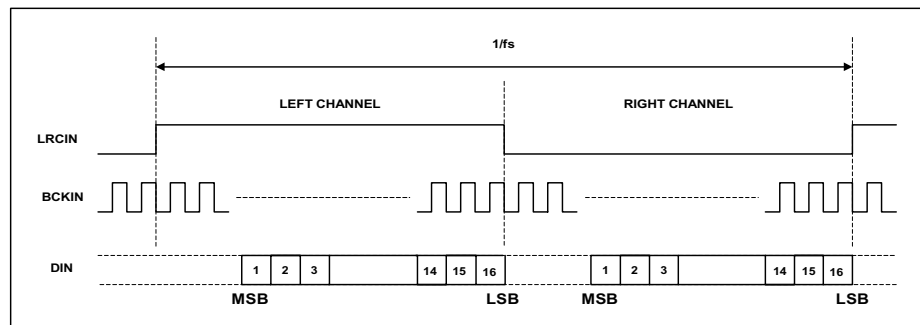 1/fs
LEFT CHANNEL RIGHT CHANNEL
LRCIN
BCKIN
DIN 1 2 3 14 15 16 1 2 3 14 15 16
MSB LSB MSB LSB